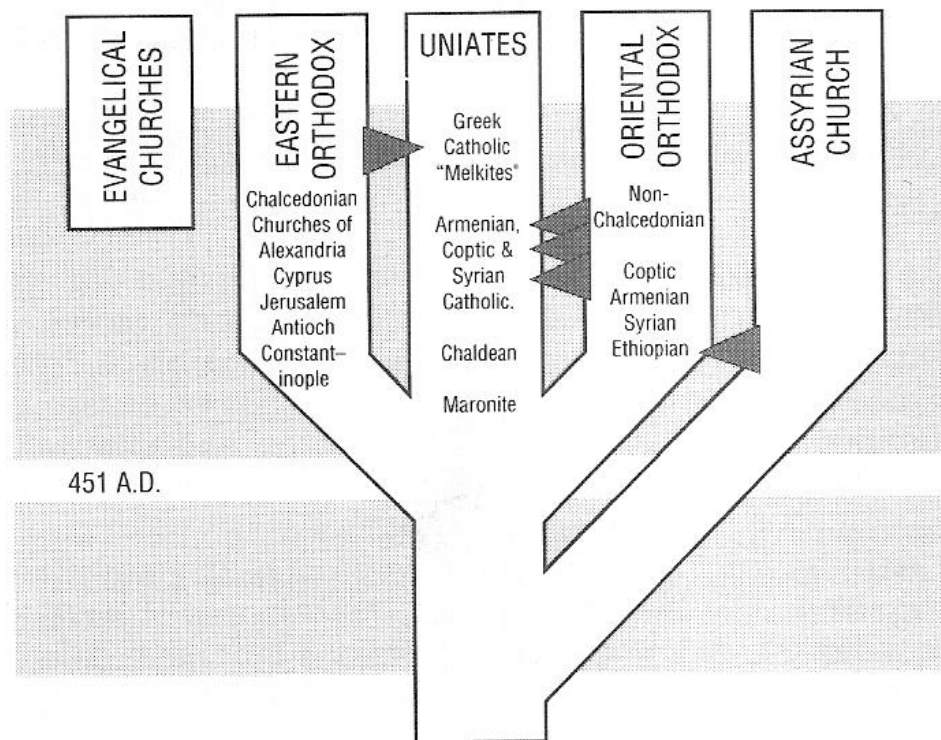 EVANGELICAL
CHURCHES
EASTERN
ORTHODOX
Chalcedonian
Churches of
Alexandria
Cyprus
Jerusalem
Antioch
Constant–
inople
UNIATES
Greek
Catholic
“Melkites”
Armenian,
Coptic &
Syrian
Catholic.
Chaldean
Maronite
ORIENTAL
ORTHODOX
Non-
Chalcedonian
Coptic
Armenian
Syrian
Ethiopian
ASSYRIAN
CHURCH
451 A.D.